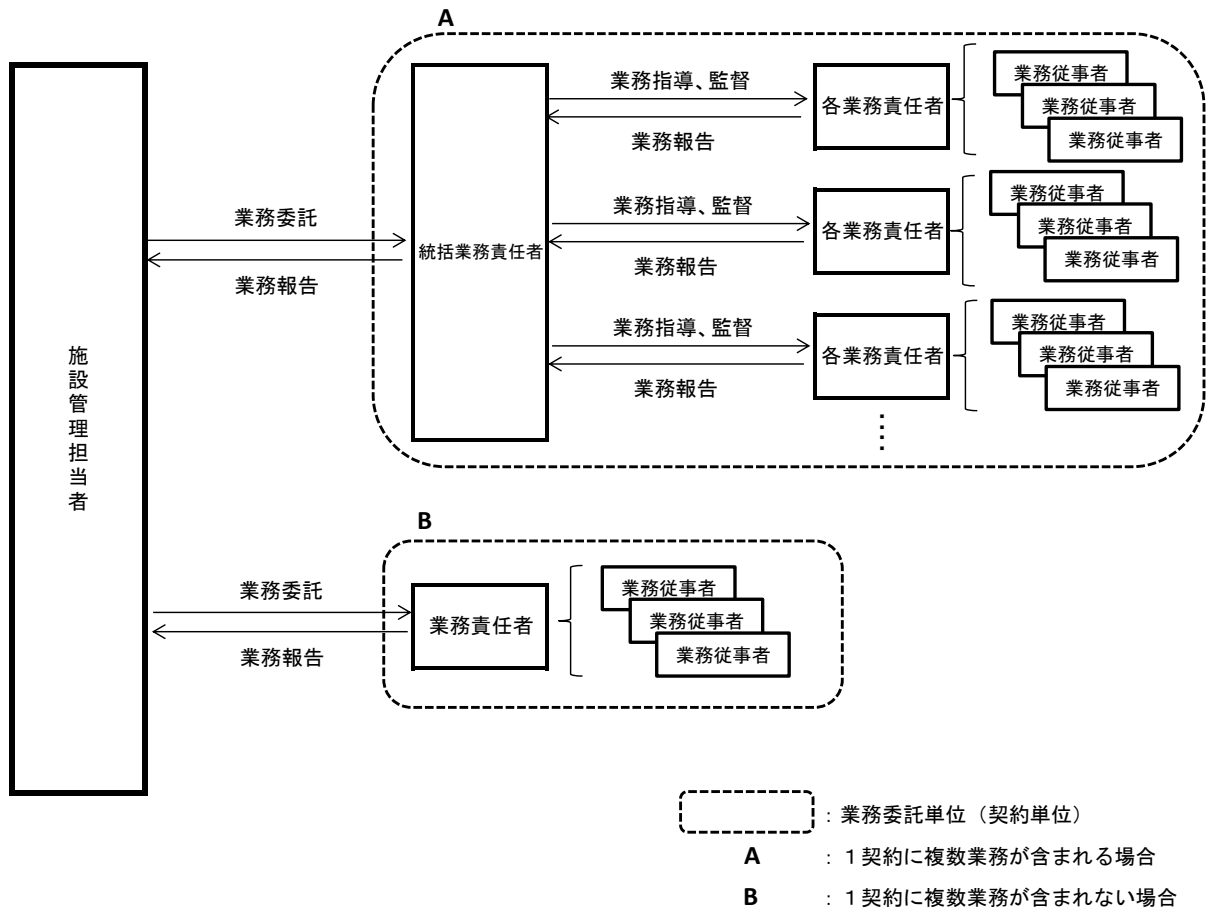 A
施設管理担当者
業務委託
業務報告
統括業務責任者
業務指導、監督
業務報告
各業務責任者
業務従事者
業務従事者
業務従事者
業務指導、監督
業務報告
各業務責任者
業務従事者
業務従事者
業務従事者
業務指導、監督
業務報告
各業務責任者
業務従事者
業務従事者
業務従事者
B
業務委託
業務報告
業務責任者
業務従事者
業務従事者
業務従事者
：業務委託単位（契約単位）
A ：１契約に複数業務が含まれる場合
B ：１契約に複数業務が含まれない場合